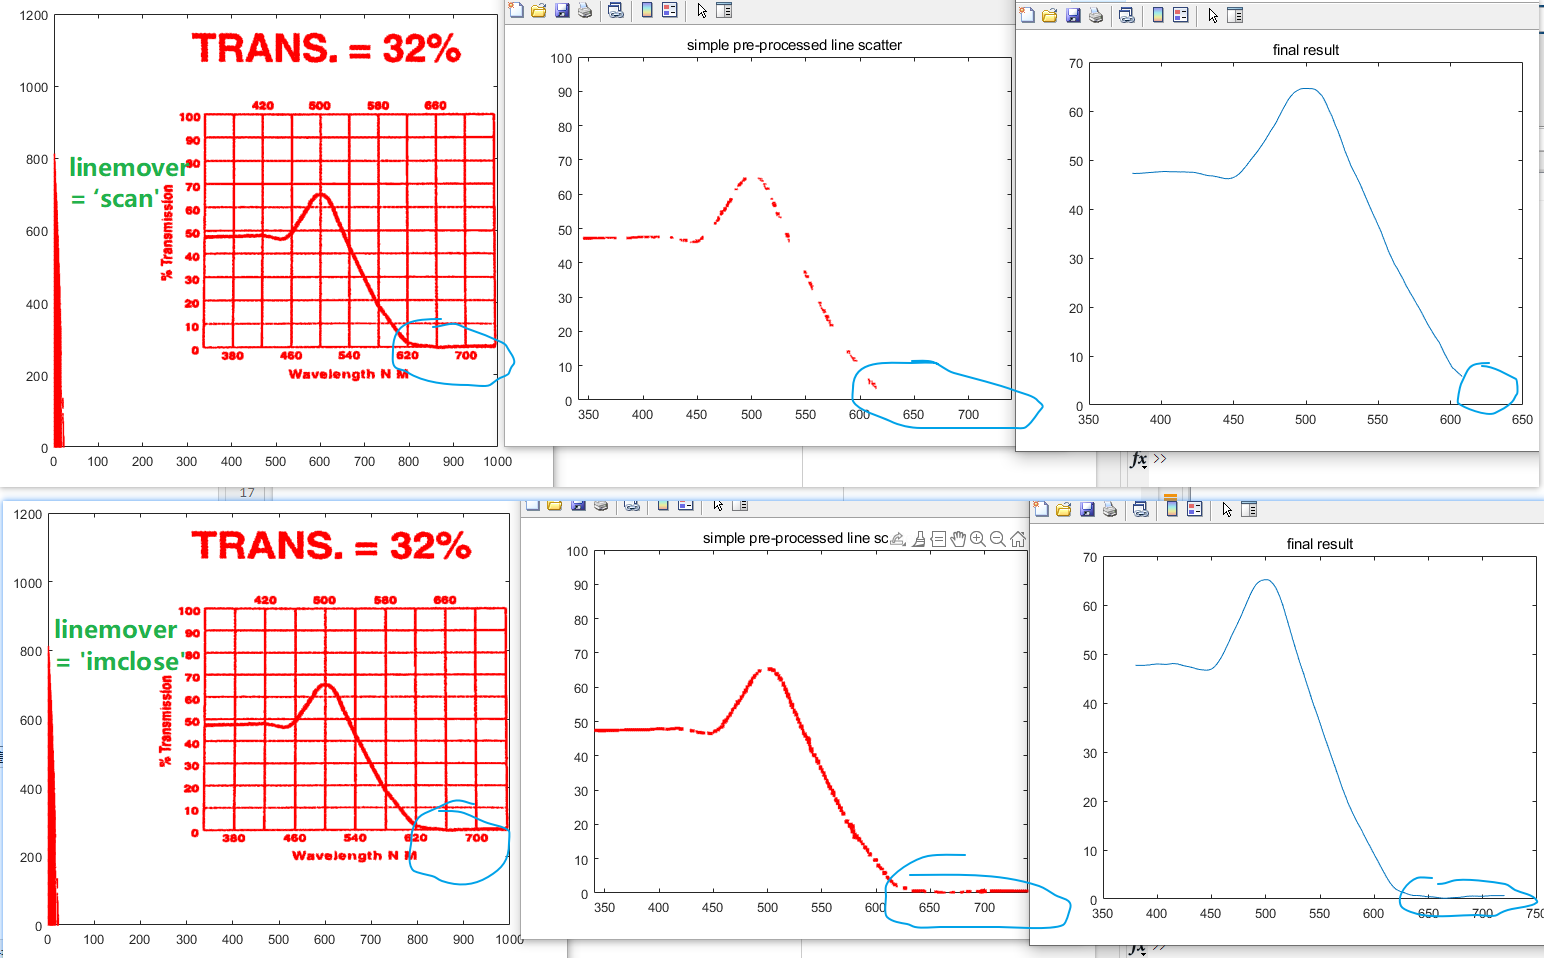 1200
1000
800
600
400
200
0
0 100 200 300 400 500 600 700 800 900 1000
TRANS. = 32%
linemover
= ‘scan'
420 500 580 660
100
90
80
70
60
50
40
30
20
10
0
% Transmission
380 460 540 620 700
Wavelength N M
simple pre-processed line scatter
100
90
80
70
60
50
40
30
20
10
0
350 400 450 500 550 600 650 700
final result
70
60
50
40
30
20
10
0
350 400 450 500 550 600 650
fx >>
17
1200
1000
800
600
400
200
0
0 100 200 300 400 500 600 700 800 900 1000
TRANS. = 32%
linemover
= 'imclose'
420 500 580 660
100
90
80
70
60
50
40
30
20
10
0
% Transmission
380 460 540 620 700
Wavelength N M
simple pre-processed line sc
100
90
80
70
60
50
40
30
20
10
0
350 400 450 500 550 600 650 700
final result
70
60
50
40
30
20
10
0
350 400 450 500 550 600 650 700 750
fx >>